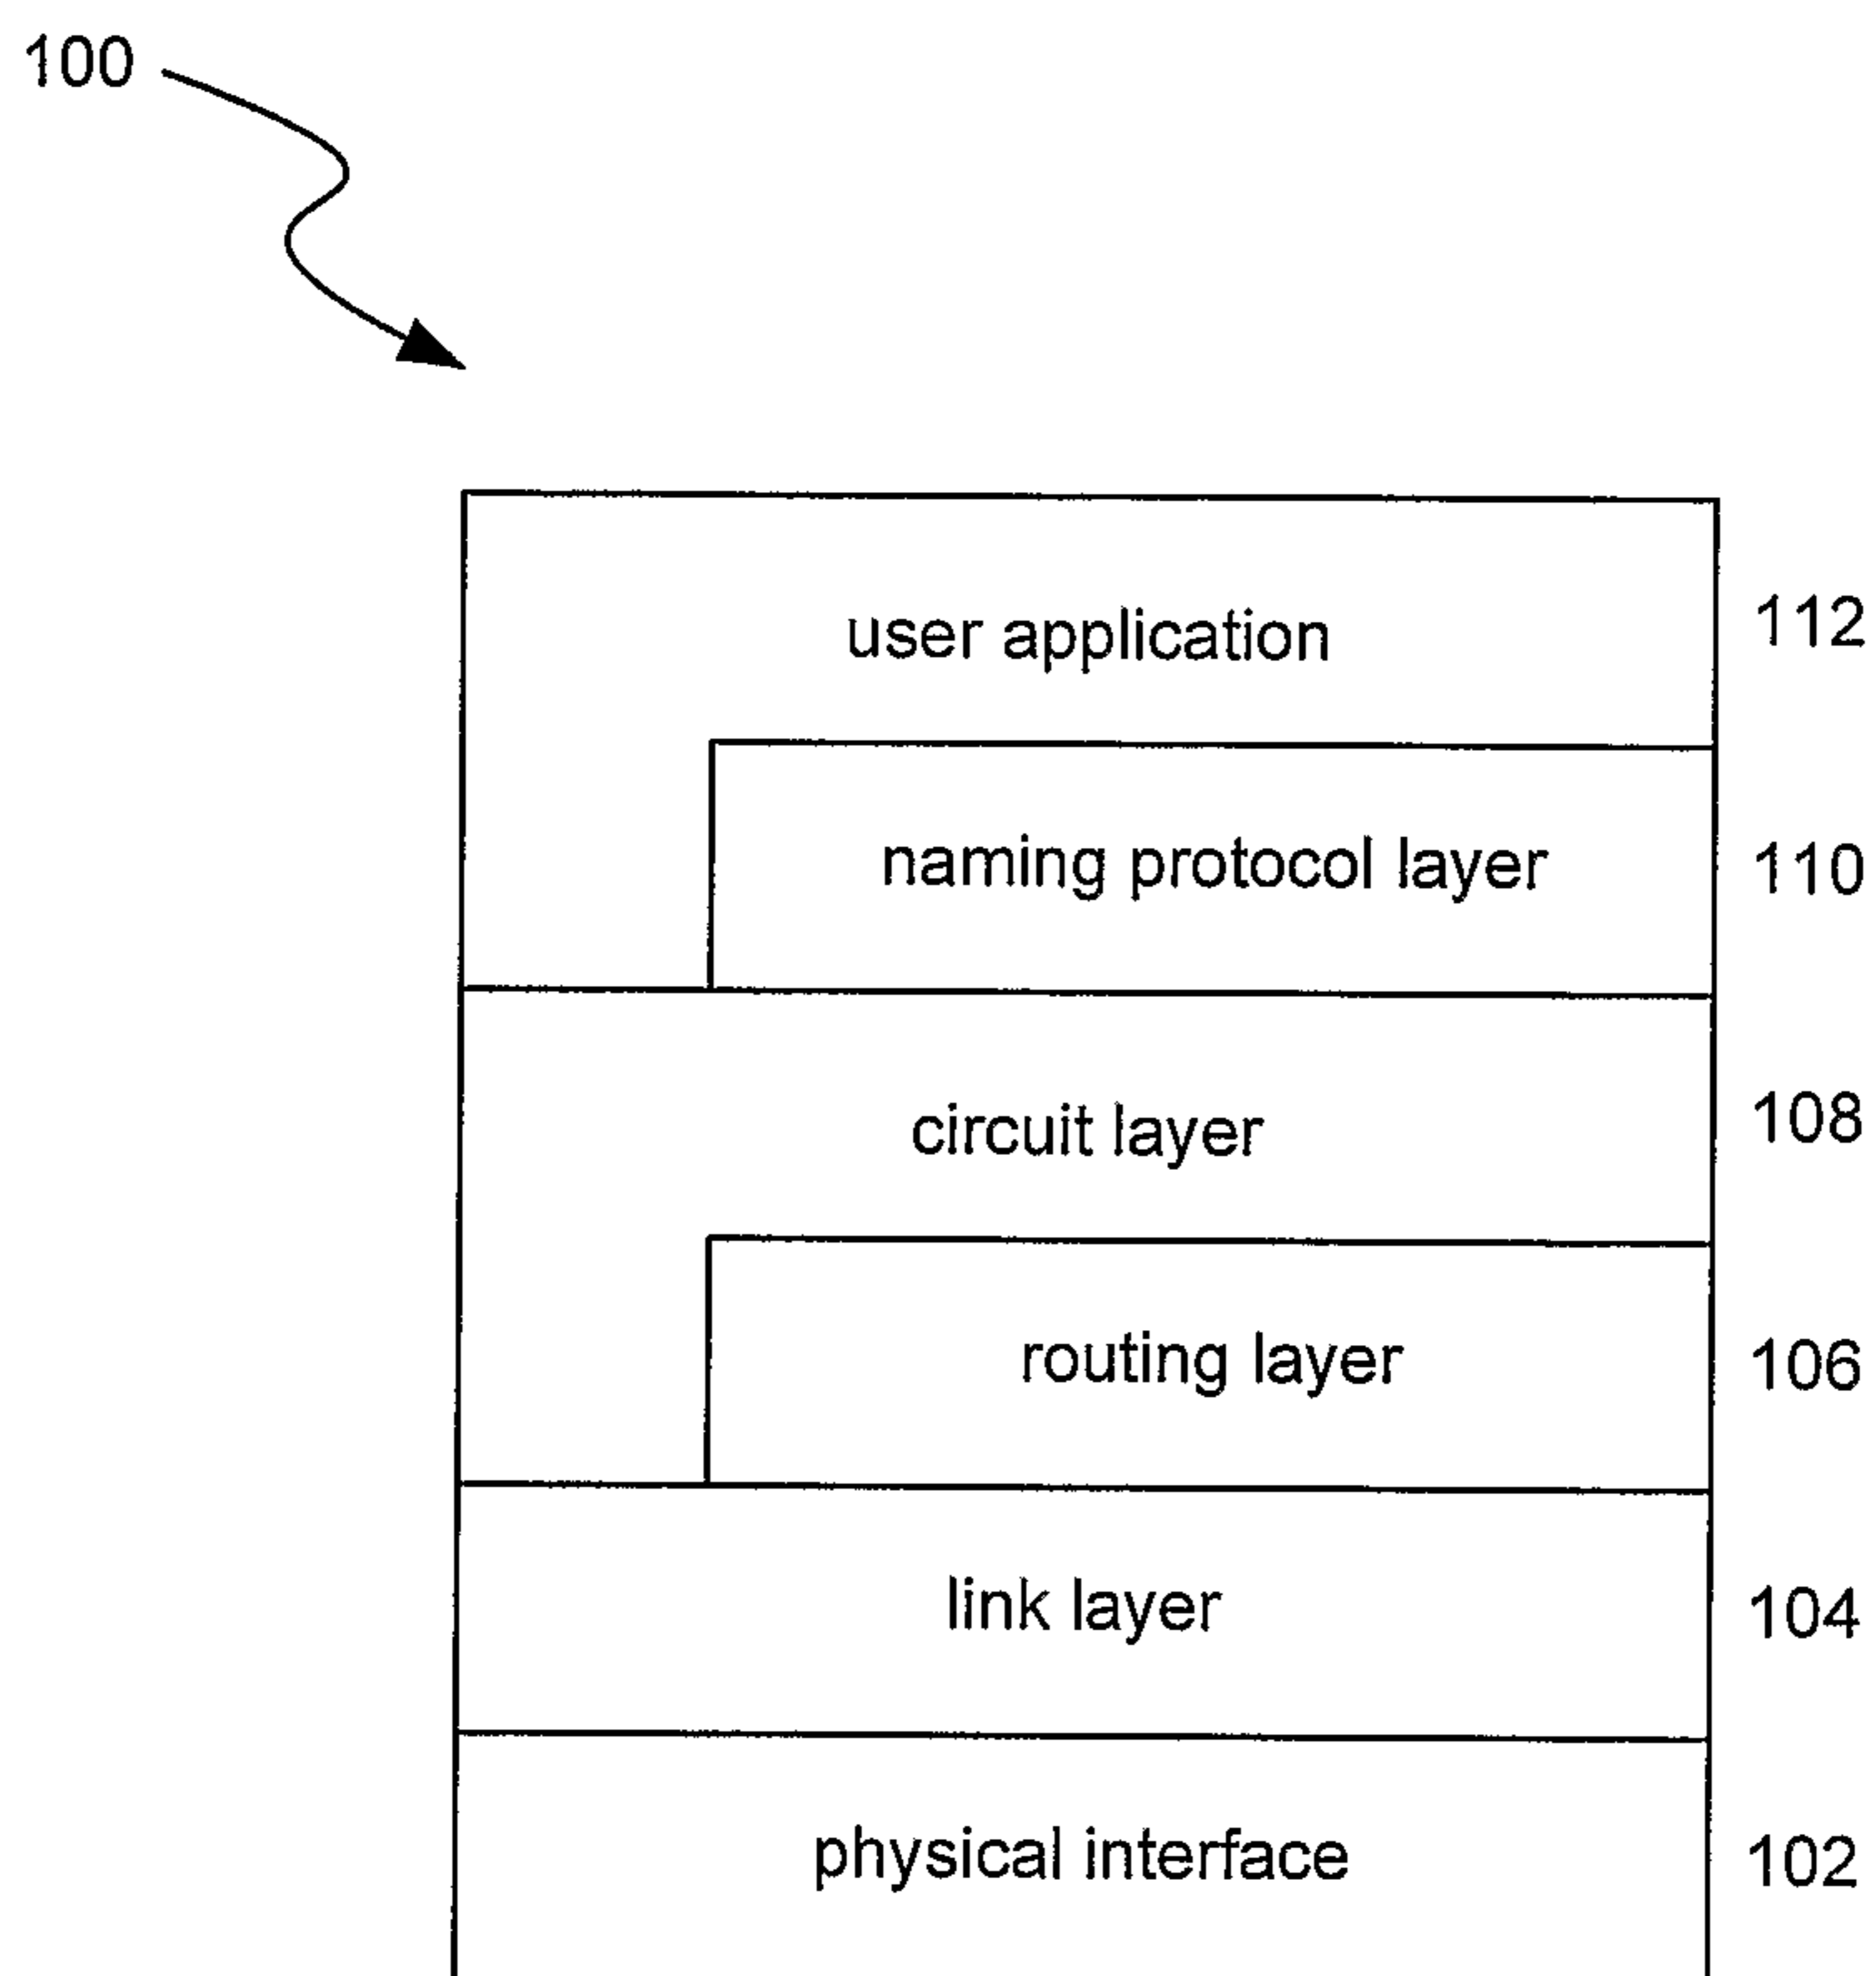 100
user application 112
naming protocol layer 110
circuit layer 108
routing layer 106
link layer 104
physical interface 102